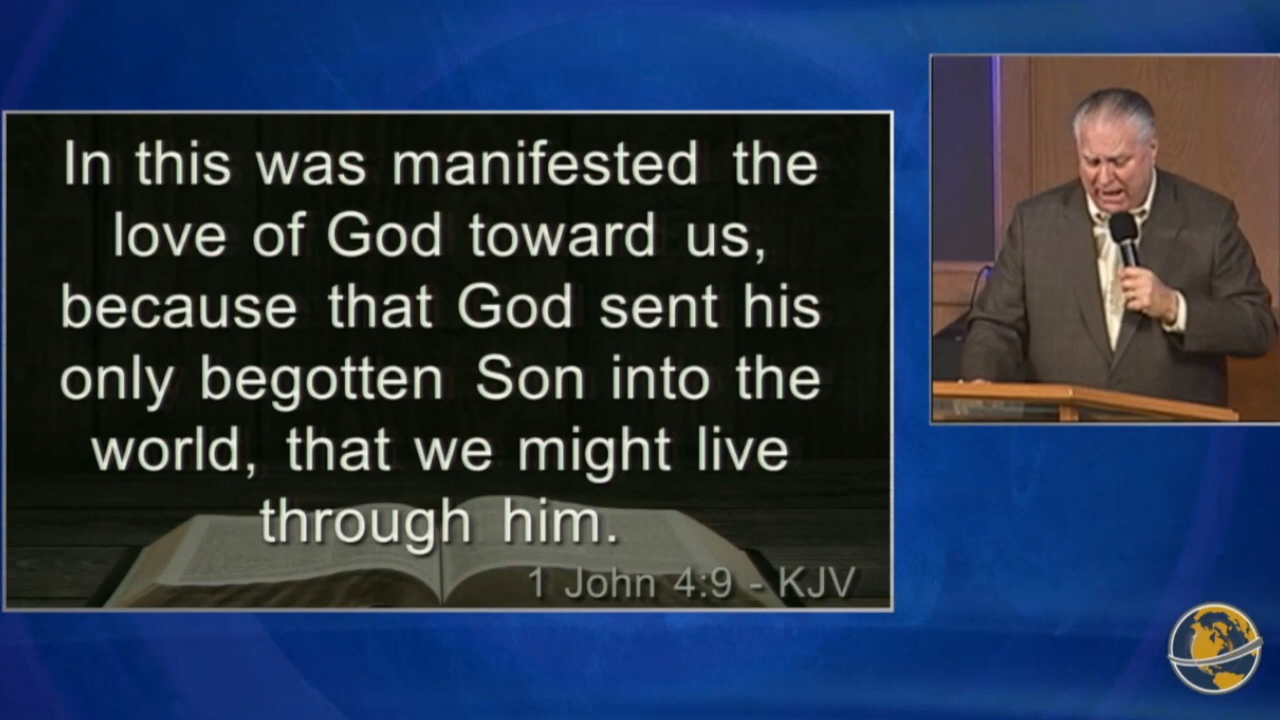 In this was manifested the
love of God toward us,
because that God sent his
only begotten Son into the
world, that we might live
through him.
1 John 4:9 - KJV